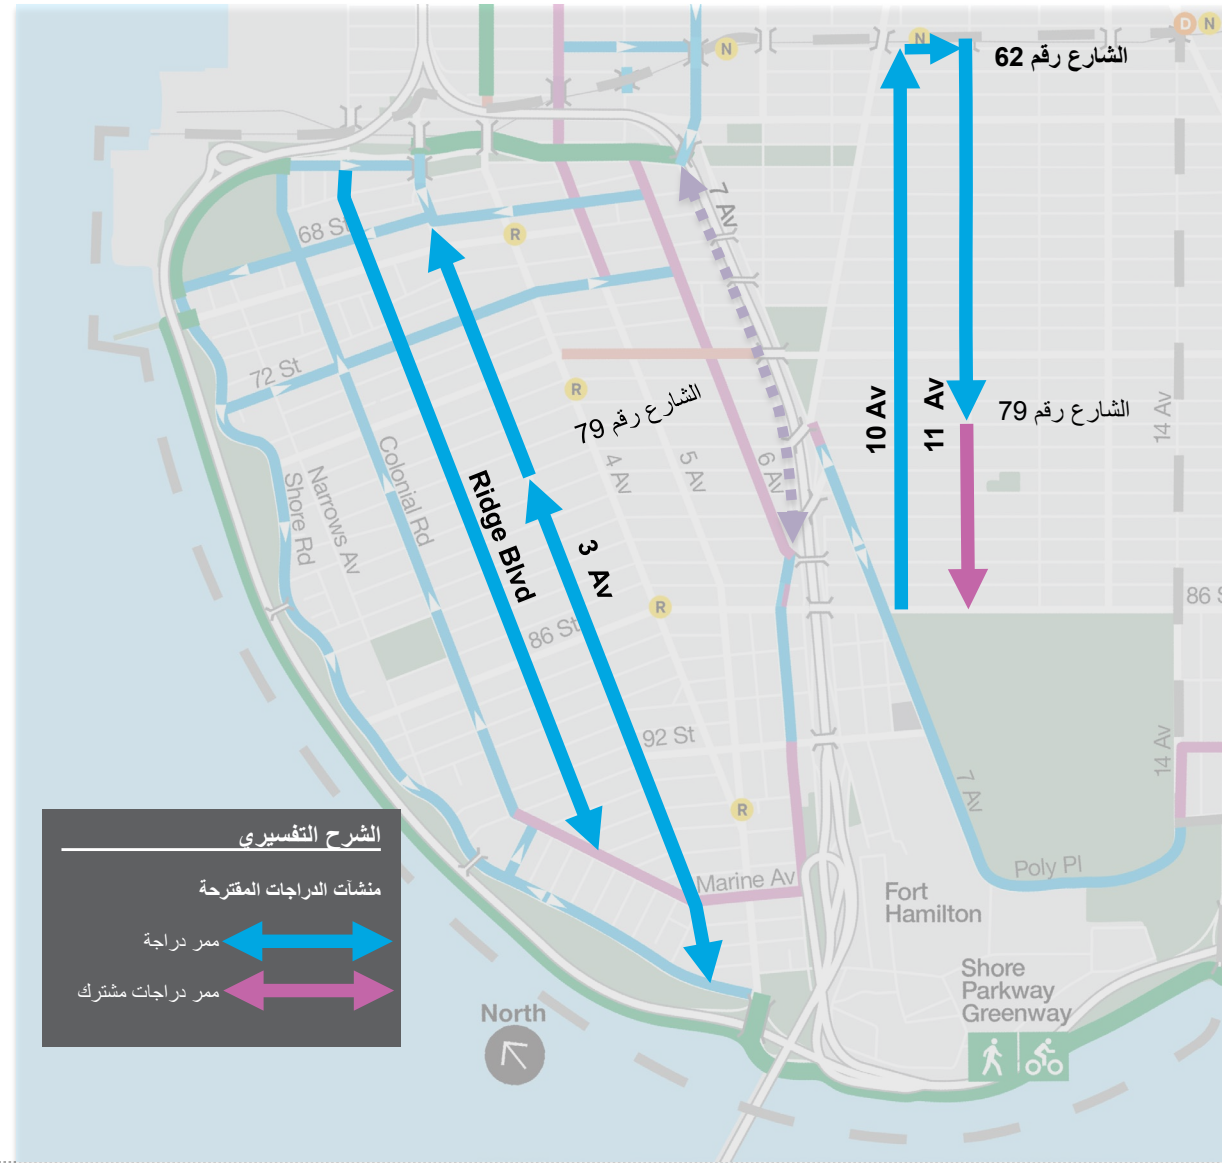 D
N
N
N
الشارع رقم 62
7 Av
68 St
R
72 St
R
الشارع رقم 79
10 Av
11 Av
الشارع رقم 79
14 Av
Colonial Rd
Narrows Av
Shore Rd
Ridge Blvd
3 Av
4 Av
5 Av
6 Av
R
86 St
86 S
92 St
R
7 Av
14 Av
Marine Av
Poly Pl
Fort
Hamilton
Shore
Parkway
Greenway
North
الشرح التفسيري
منشآت الدراجات المقترحة
ممر دراجة
ممر دراجات مشترك